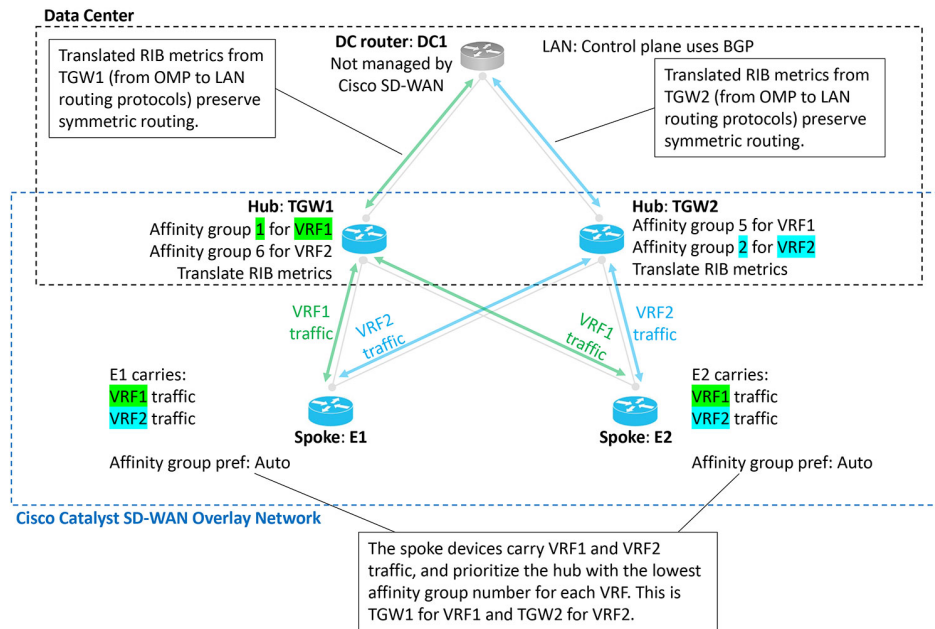 Data Center
Translated RIB metrics from
TGW1 (from OMP to LAN
routing protocols) preserve
symmetric routing.
DC router: DC1
Not managed by
Cisco SD-WAN
LAN: Control plane uses BGP
Translated RIB metrics from
TGW2 (from OMP to LAN
routing protocols) preserve
symmetric routing.
Hub: TGW1
Affinity group 1 for VRF1
Affinity group 6 for VRF2
Translate RIB metrics
Hub: TGW2
Affinity group 5 for VRF1
Affinity group 2 for VRF2
Translate RIB metrics
VRF1
traffic
VRF2
traffic
VRF1
traffic
VRF2
traffic
E1 carries:
VRF1 traffic
VRF2 traffic
Affinity group pref: Auto
Spoke: E1
Spoke: E2
E2 carries:
VRF1 traffic
VRF2 traffic
Affinity group pref: Auto
Cisco Catalyst SD-WAN Overlay Network
The spoke devices carry VRF1 and VRF2
traffic, and prioritize the hub with the lowest
affinity group number for each VRF. This is
TGW1 for VRF1 and TGW2 for VRF2.